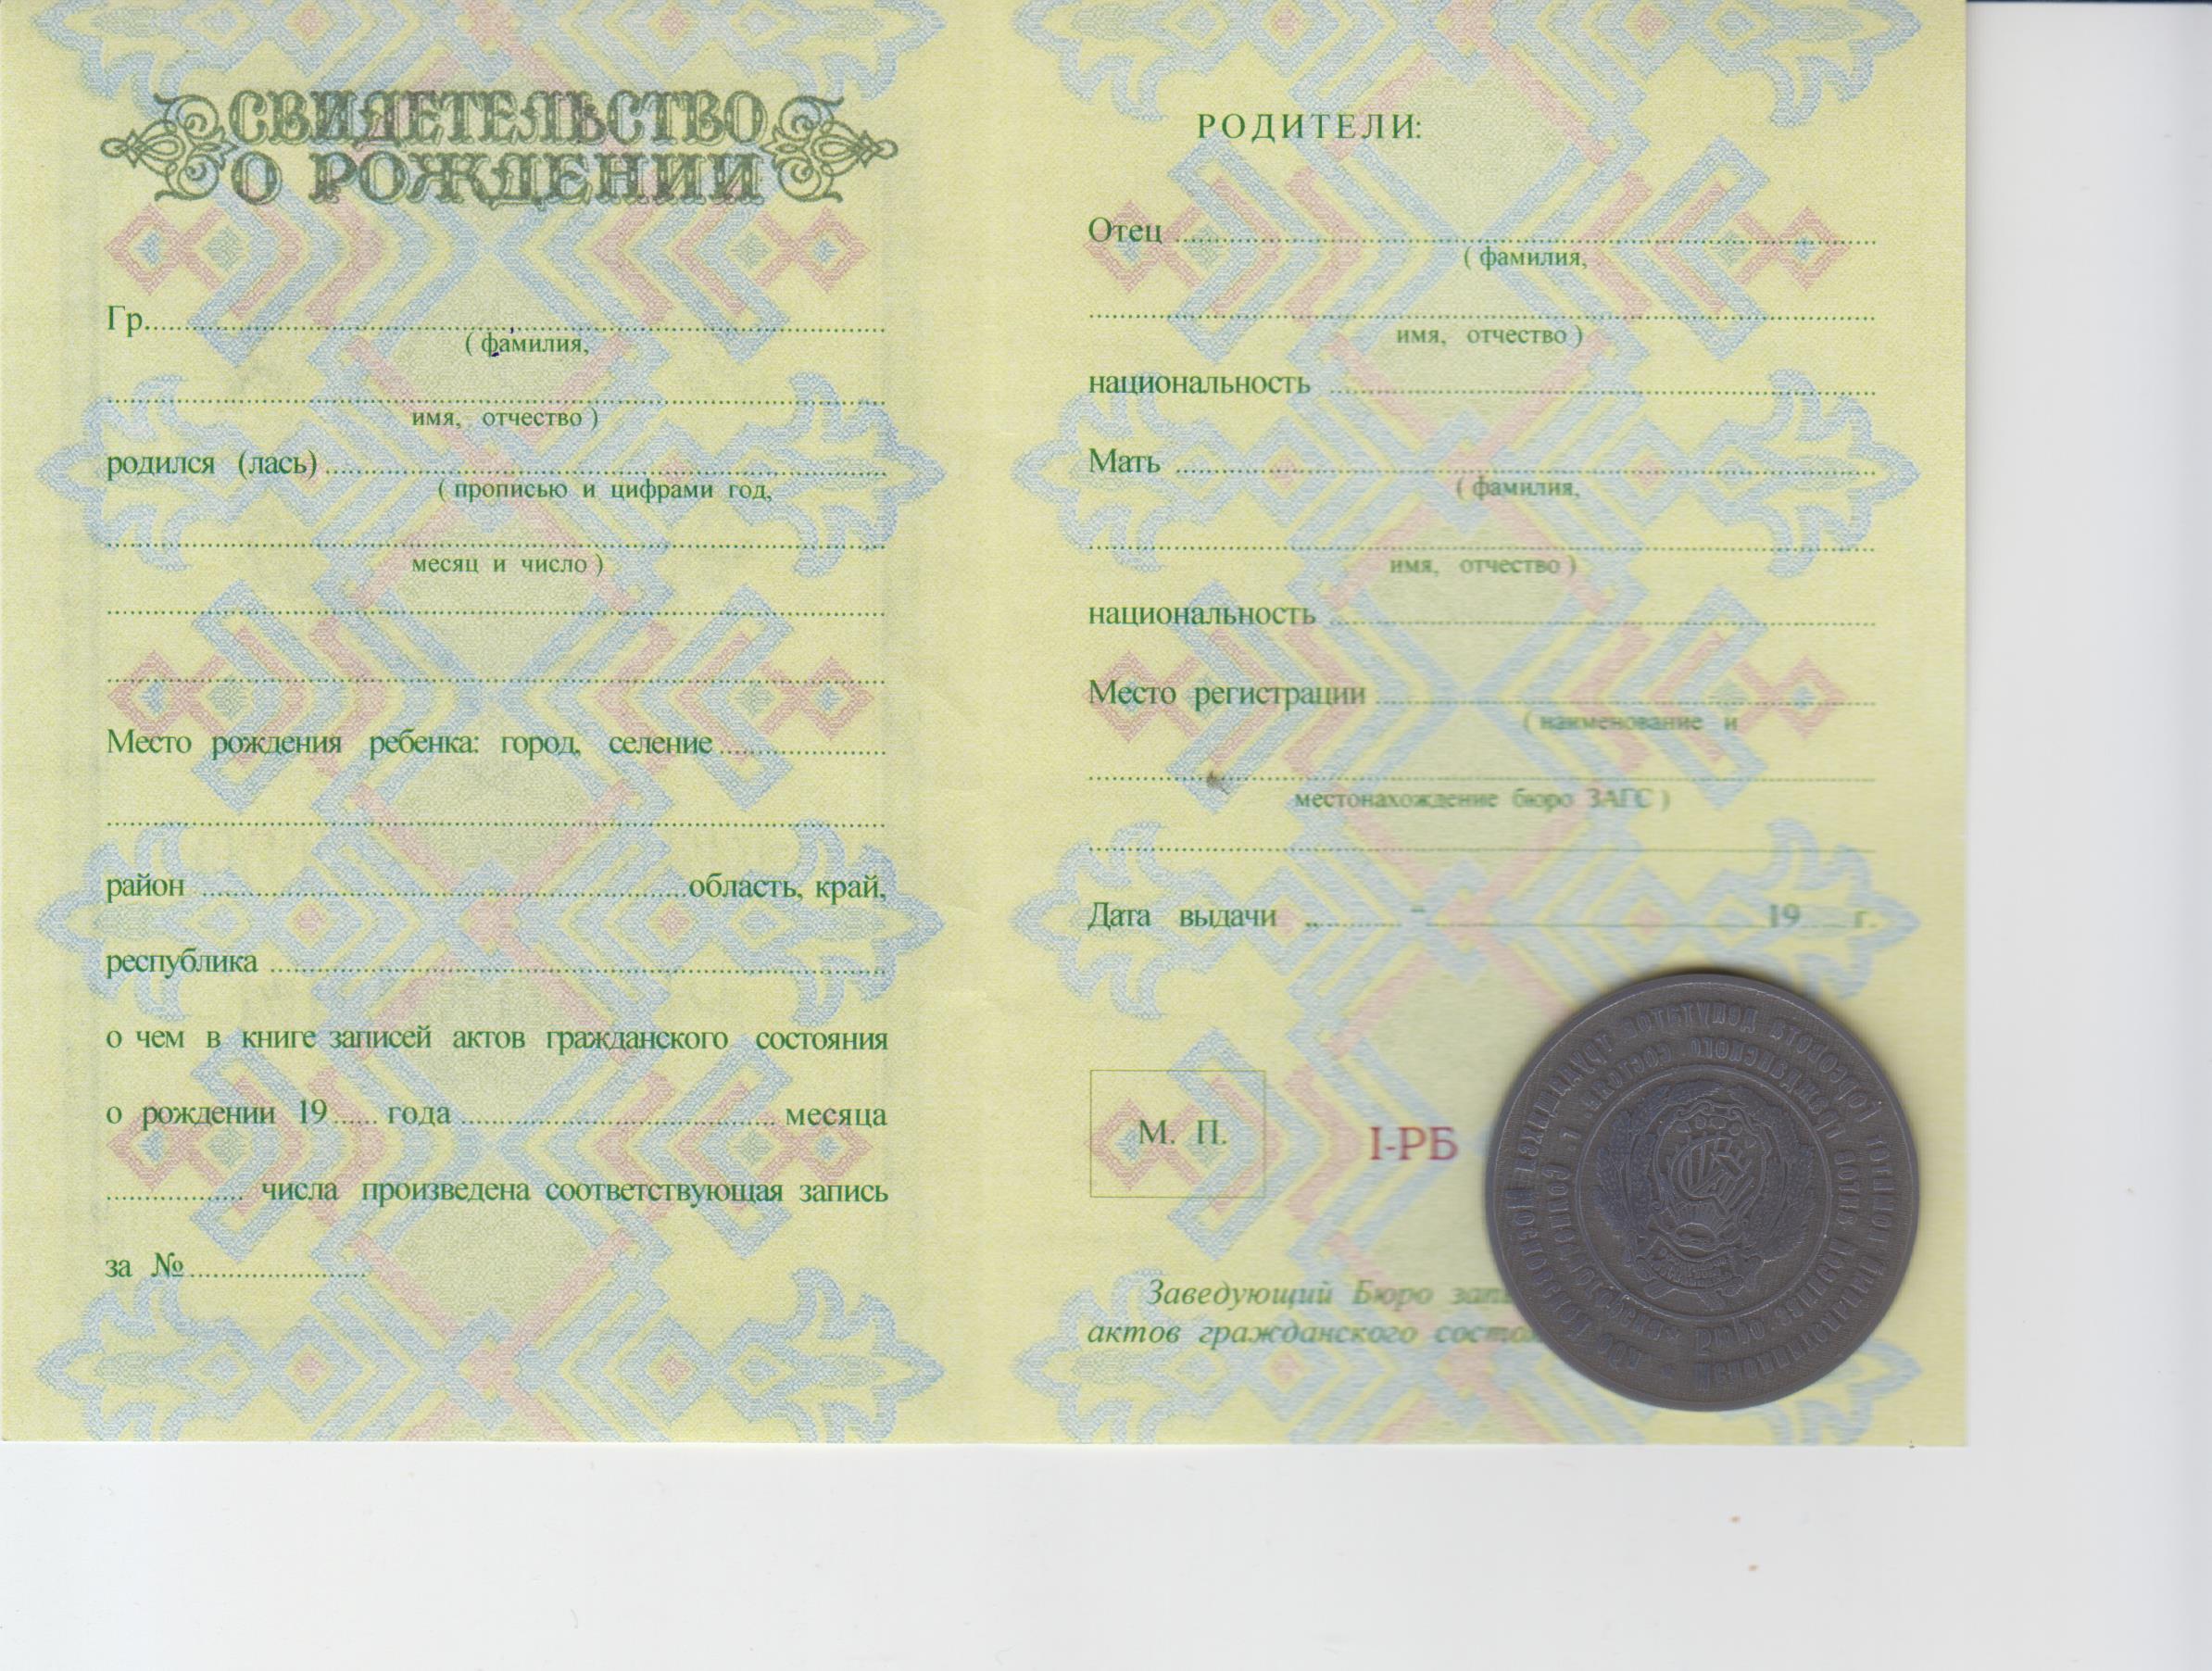 СВИДЕТЕЛЬСТВО
О РОЖДЕНИИ
Гр.
( фамилия,
имя, отчество )
родился (лась)
( прописью и цифрами год,
месяц и число )
Место рождения ребенка: город, селение
район область, край,
республика
о чем в книге записей актов гражданского состояния
о рождении 19 года месяца
числа произведена соответствующая запись
за №
РОДИТЕЛИ:
Отец
( фамилия,
имя, отчество )
национальность
Мать
( фамилия,
имя, отчество )
национальность
Место регистрации
( наименование и
местонахождение бюро ЗАГС )
Дата выдачи „ “ 19 г.
М. П.
I-РБ
Заведующий Бюро
актов гражданского